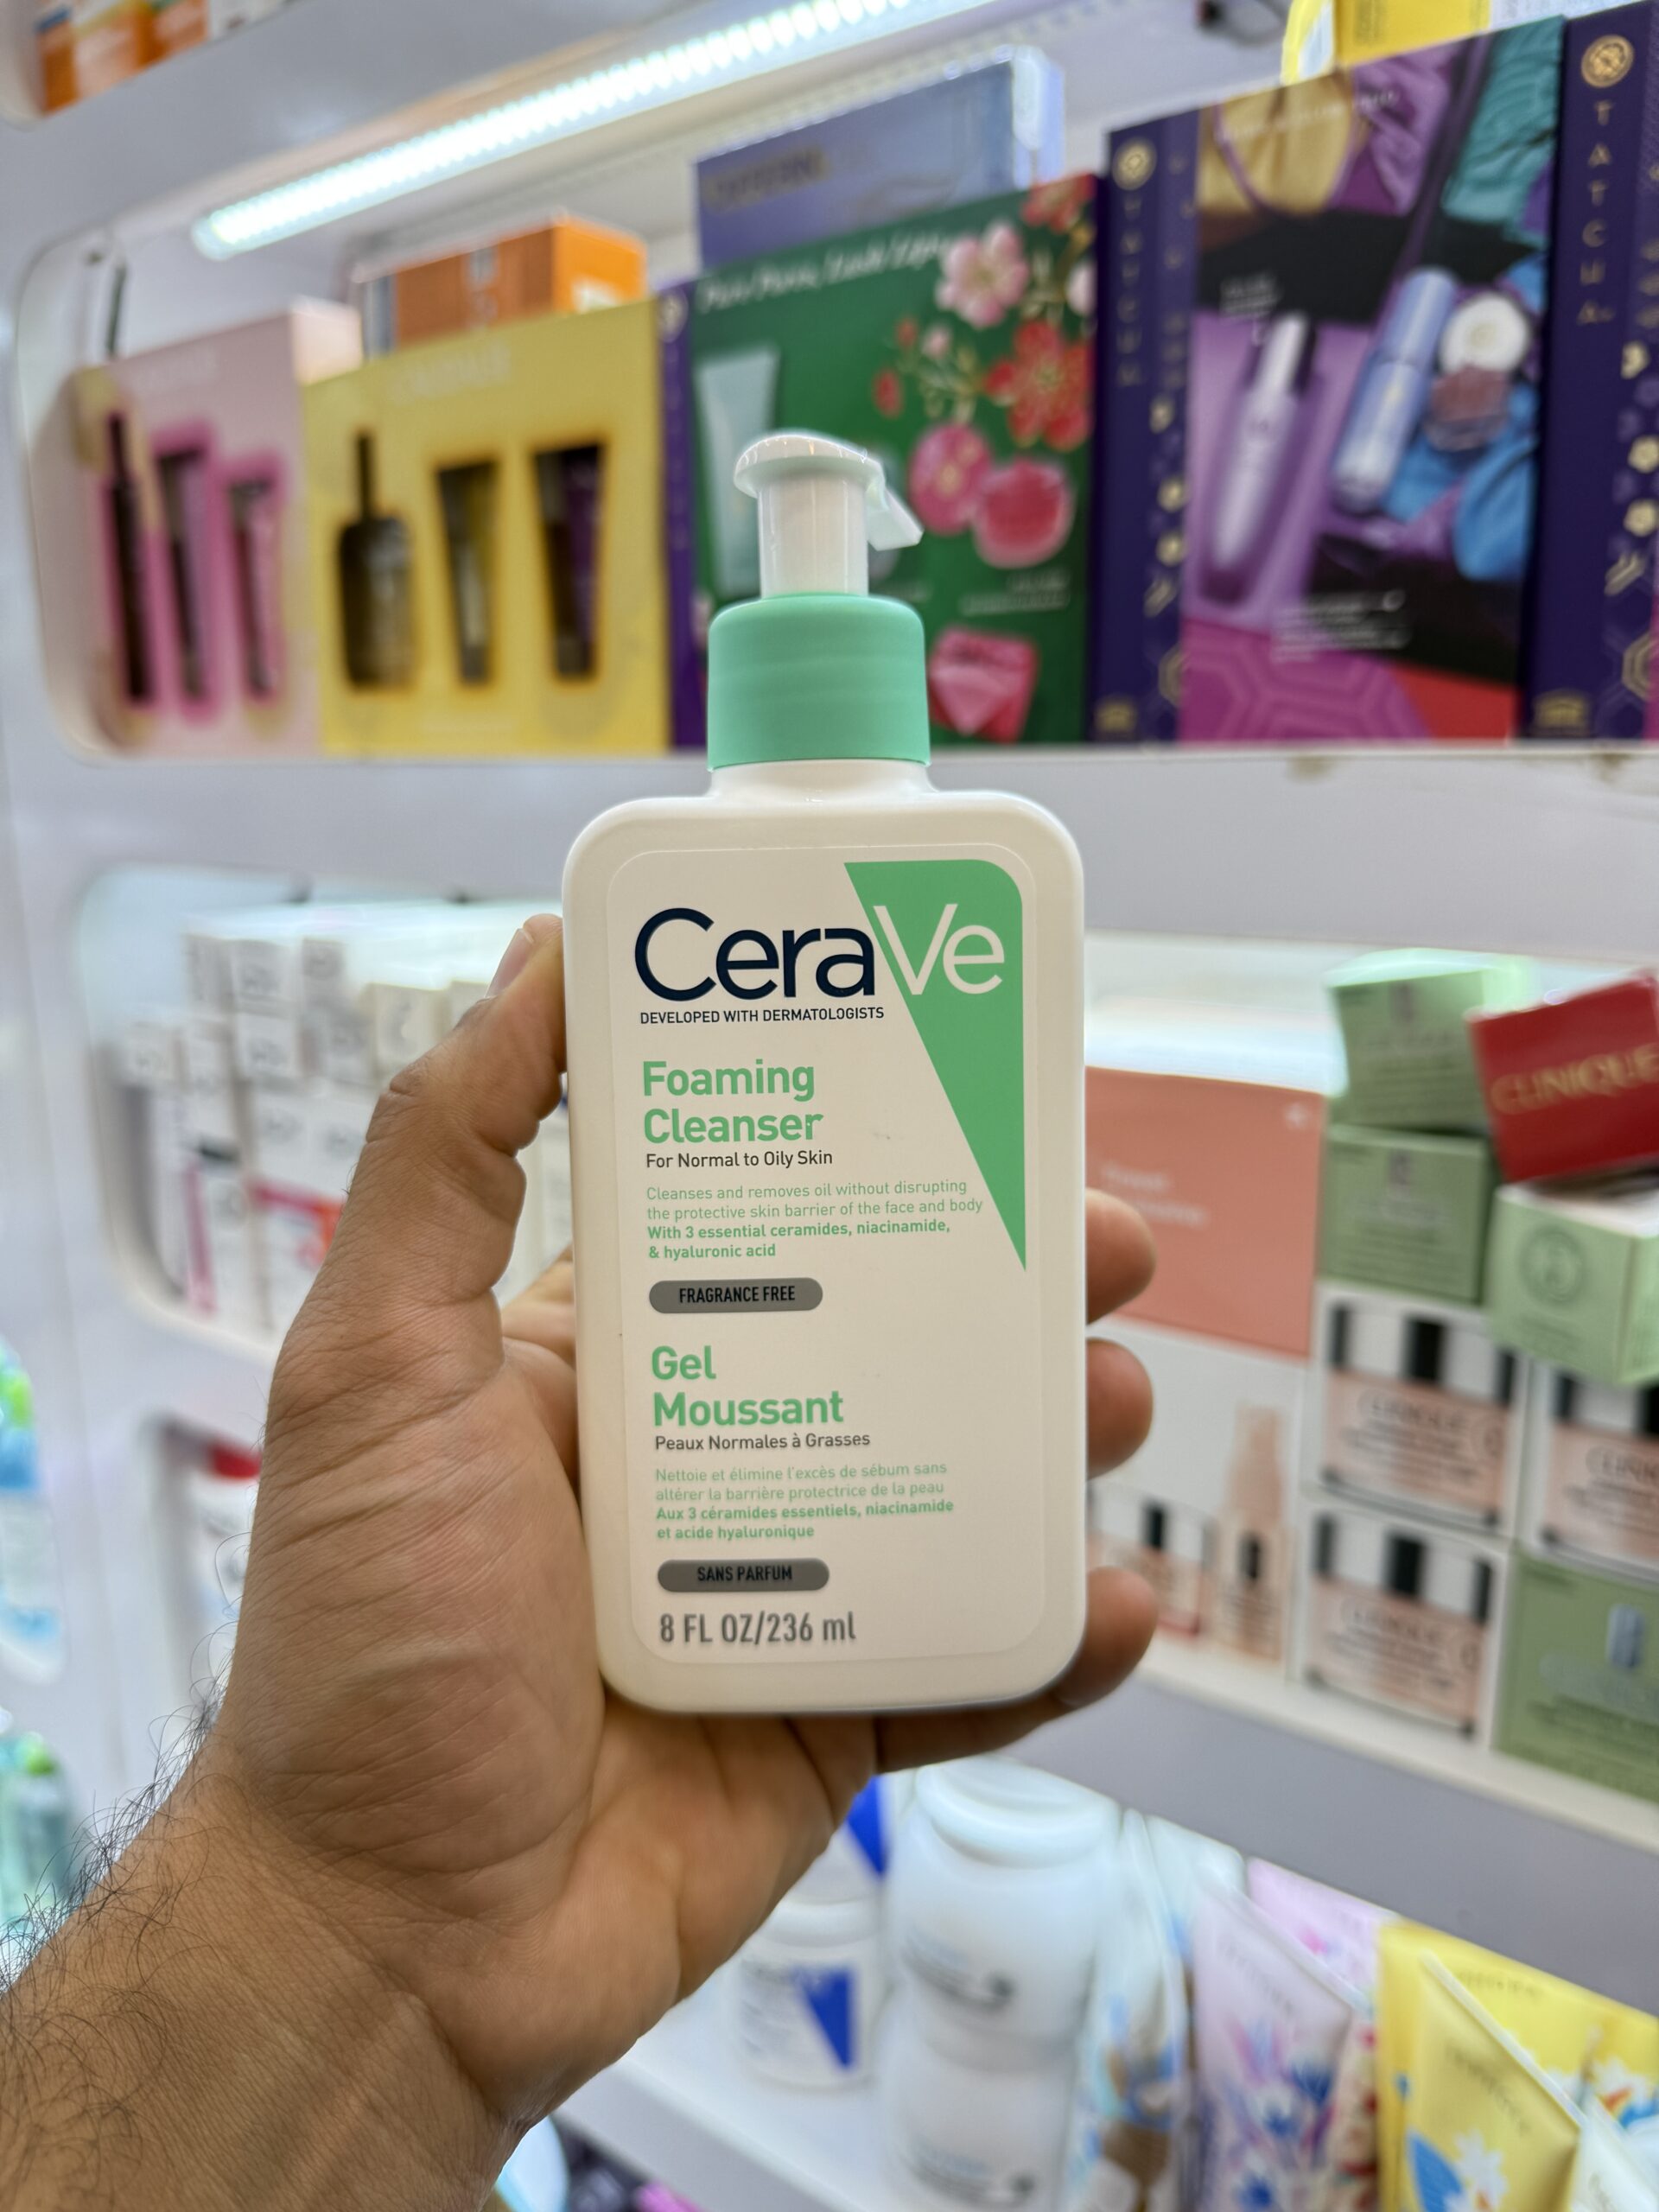 TATCHA
TATCHA
CeraVe
DEVELOPED WITH DERMATOLOGISTS
Foaming
Cleanser
For Normal to Oily Skin
Cleanses and removes oil without disrupting
the protective skin barrier of the face and body
With 3 essential ceramides, niacinamide,
& hyaluronic acid
FRAGRANCE FREE
Gel
Moussant
Peaux Normales à Grasses
Nettoie et élimine l'excès de sébum sans
altérer la barrière protectrice de la peau
Aux 3 céramides essentiels, niacinamide
et acide hyaluronique
SANS PARFUM
8 FL OZ/236 ml
CLINIQUE
CLINIQUE